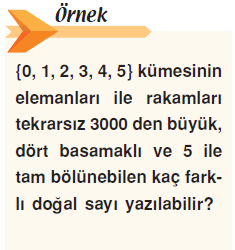 Örnek
{0, 1, 2, 3, 4, 5} kümesinin
elemanları ile rakamları
tekrarsız 3000 den büyük,
dört basamaklı ve 5 ile
tam bölünebilen kaç fark-
lı doğal sayı yazılabilir?